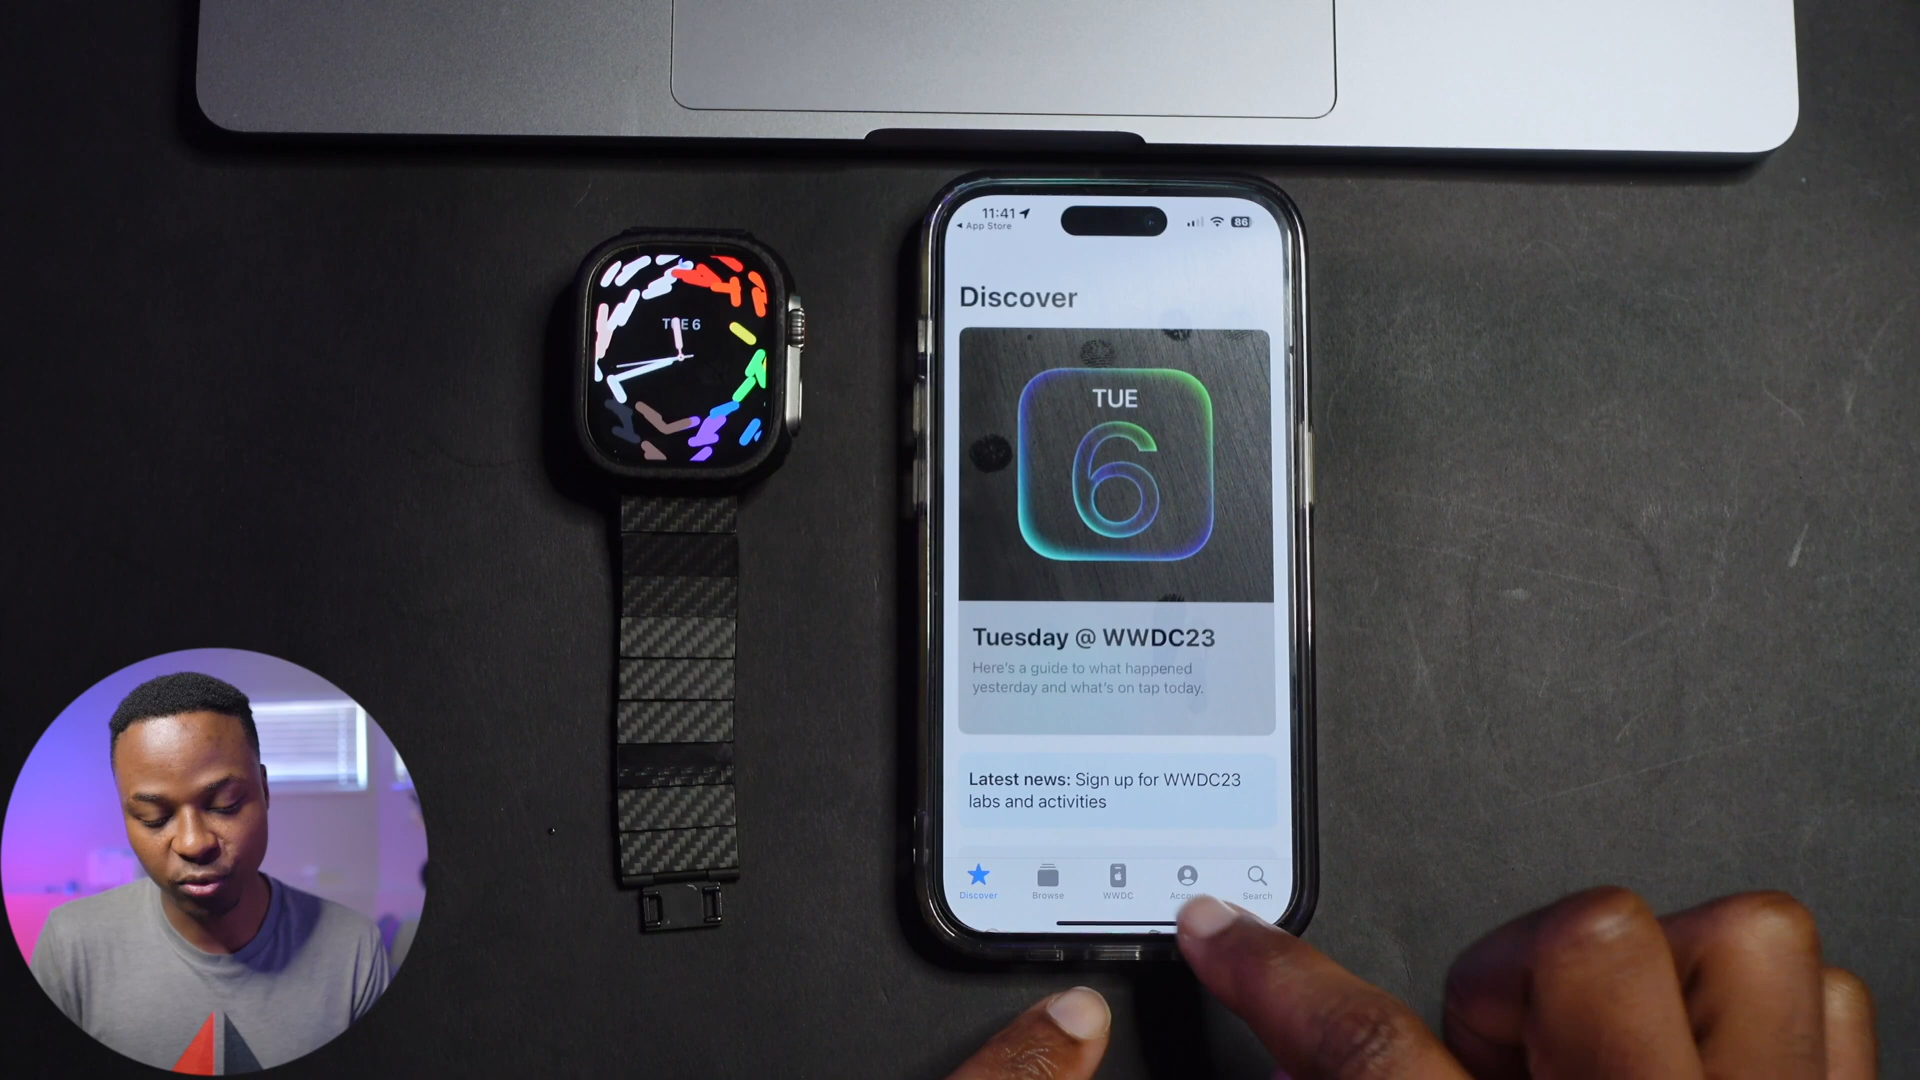 TUE 6
11:41
86
App Store
Discover
TUE
6
Tuesday @ WWDC23
Here's a guide to what happened
yesterday and what's on tap today.
Latest news: Sign up for WWDC23
labs and activities
Discover
Browse
WWDC
Search